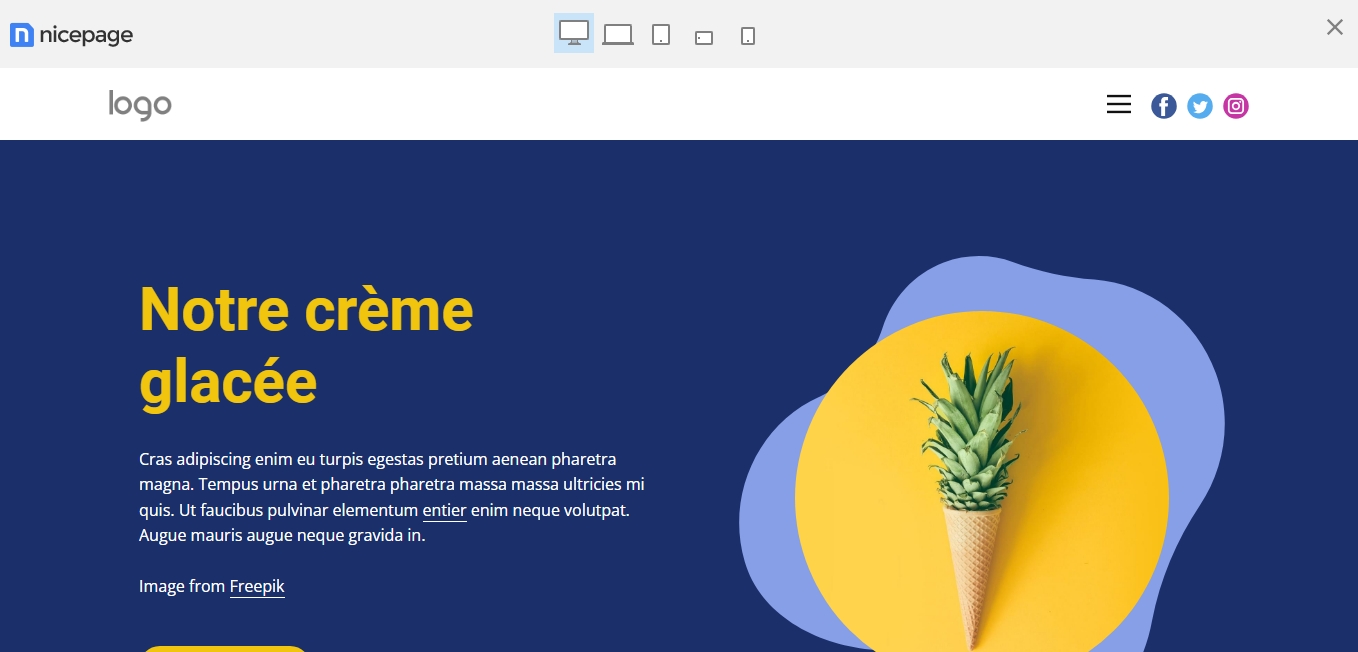 nicepage
logo
Notre crème
glacée
Cras adipiscing enim eu turpis egestas pretium aenean pharetra
magna. Tempus urna et pharetra pharetra massa massa ultricies mi
quis. Ut faucibus pulvinar elementum entier enim neque volutpat.
Augue mauris augue neque gravida in.
Image from Freepik